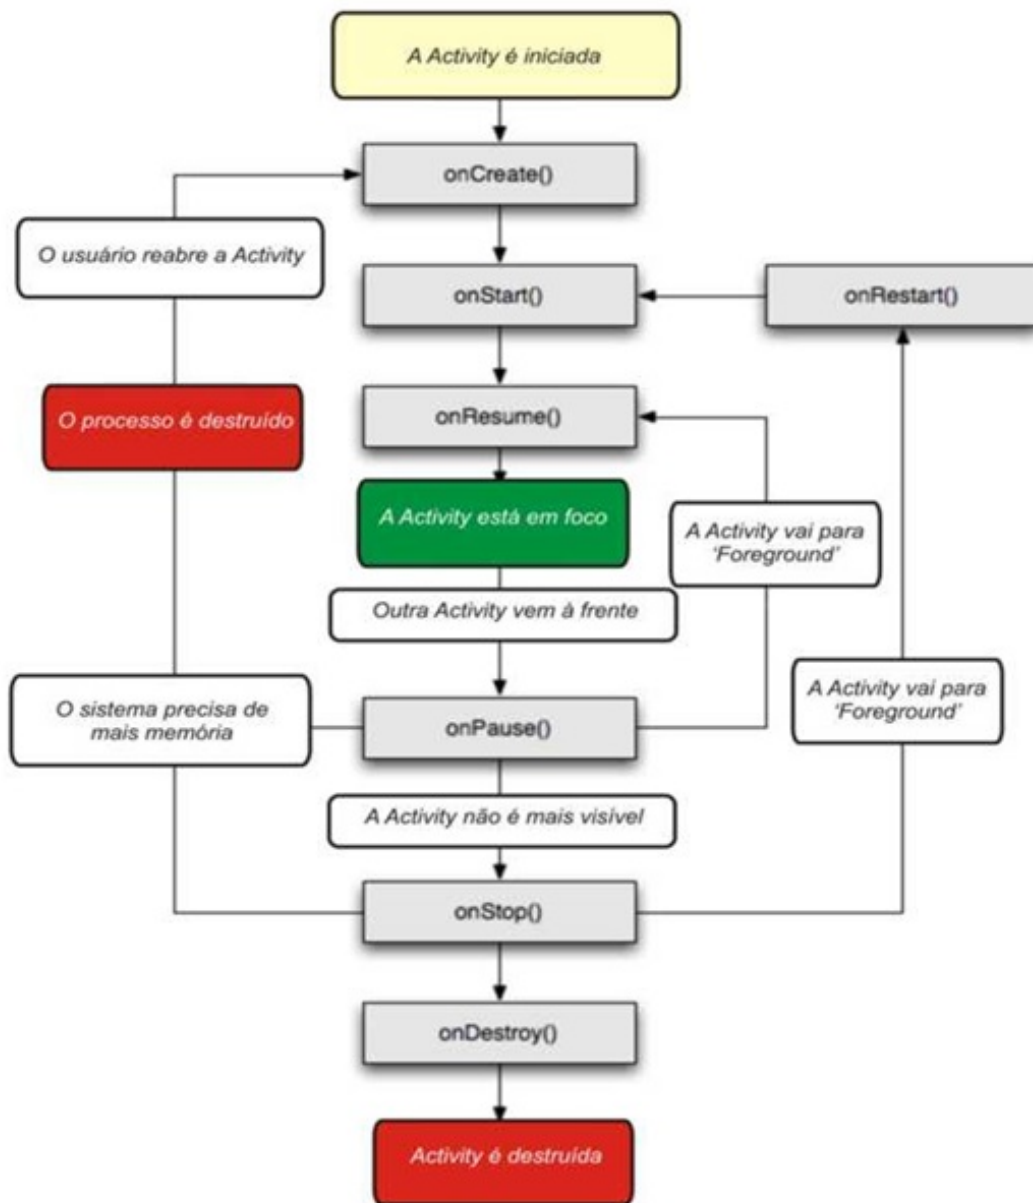 A Activity é iniciada
onCreate()
O usuário reabre a Activity
onStart()
onRestart()
O processo é destruído
onResume()
A Activity está em foco
A Activity vai para
‘Foreground’
Outra Activity vem à frente
O sistema precisa de
mais memória
onPause()
A Activity vai para
‘Foreground’
A Activity não é mais visível
onStop()
onDestroy()
Activity é destruída